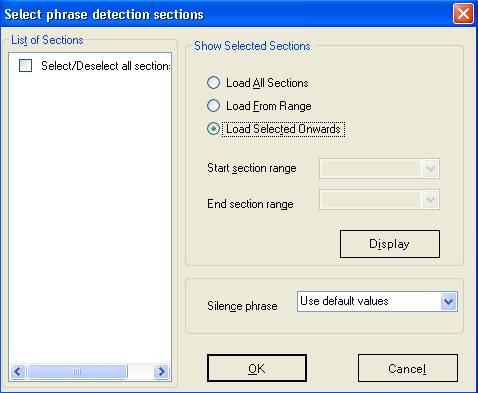 Select phrase detection sections
List of Sections
Select/Deselect all section:
Show Selected Sections
Load All Sections
Load From Range
Load Selected Onwards
Start section range
End section range
Display
Silence phrase
Use default values
OK
Cancel